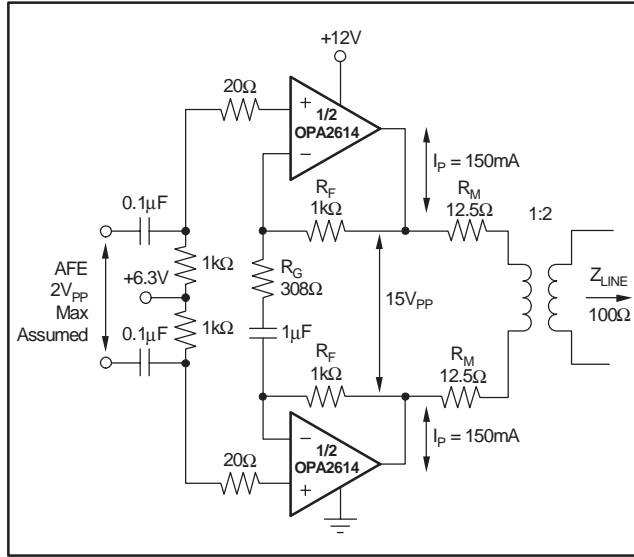 +12V
20Ω
+
1/2
OPA2614
−
I_P = 150mA
R_F
1kΩ
R_M
12.5Ω
1:2
0.1μF
1kΩ
AFE
2V_PP
Max
Assumed
+6.3V
R_G
308Ω
15V_PP
Z_LINE
100Ω
1kΩ
0.1μF
1μF
R_F
1kΩ
R_M
12.5Ω
−
1/2
OPA2614
+
I_P = 150mA
20Ω